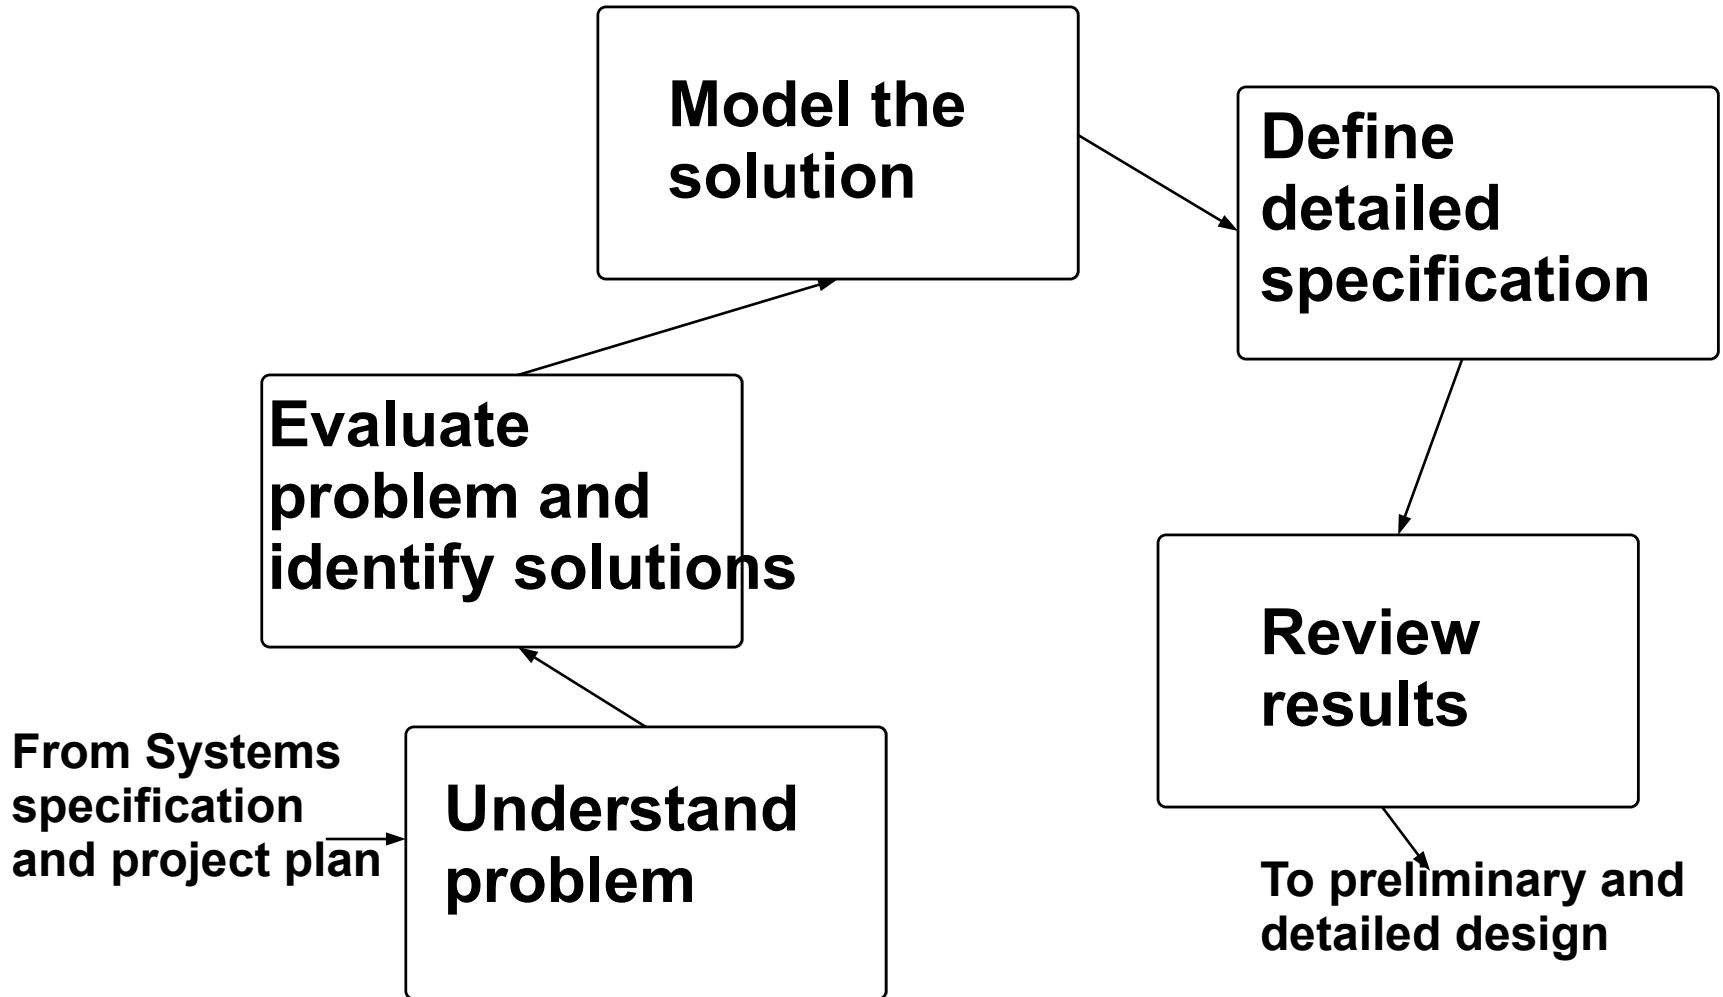 Model the
solution
Define
detailed
specification
Evaluate
problem and
identify solutions
Review
results
From Systems
specification
and project plan
Understand
problem
To preliminary and
detailed design